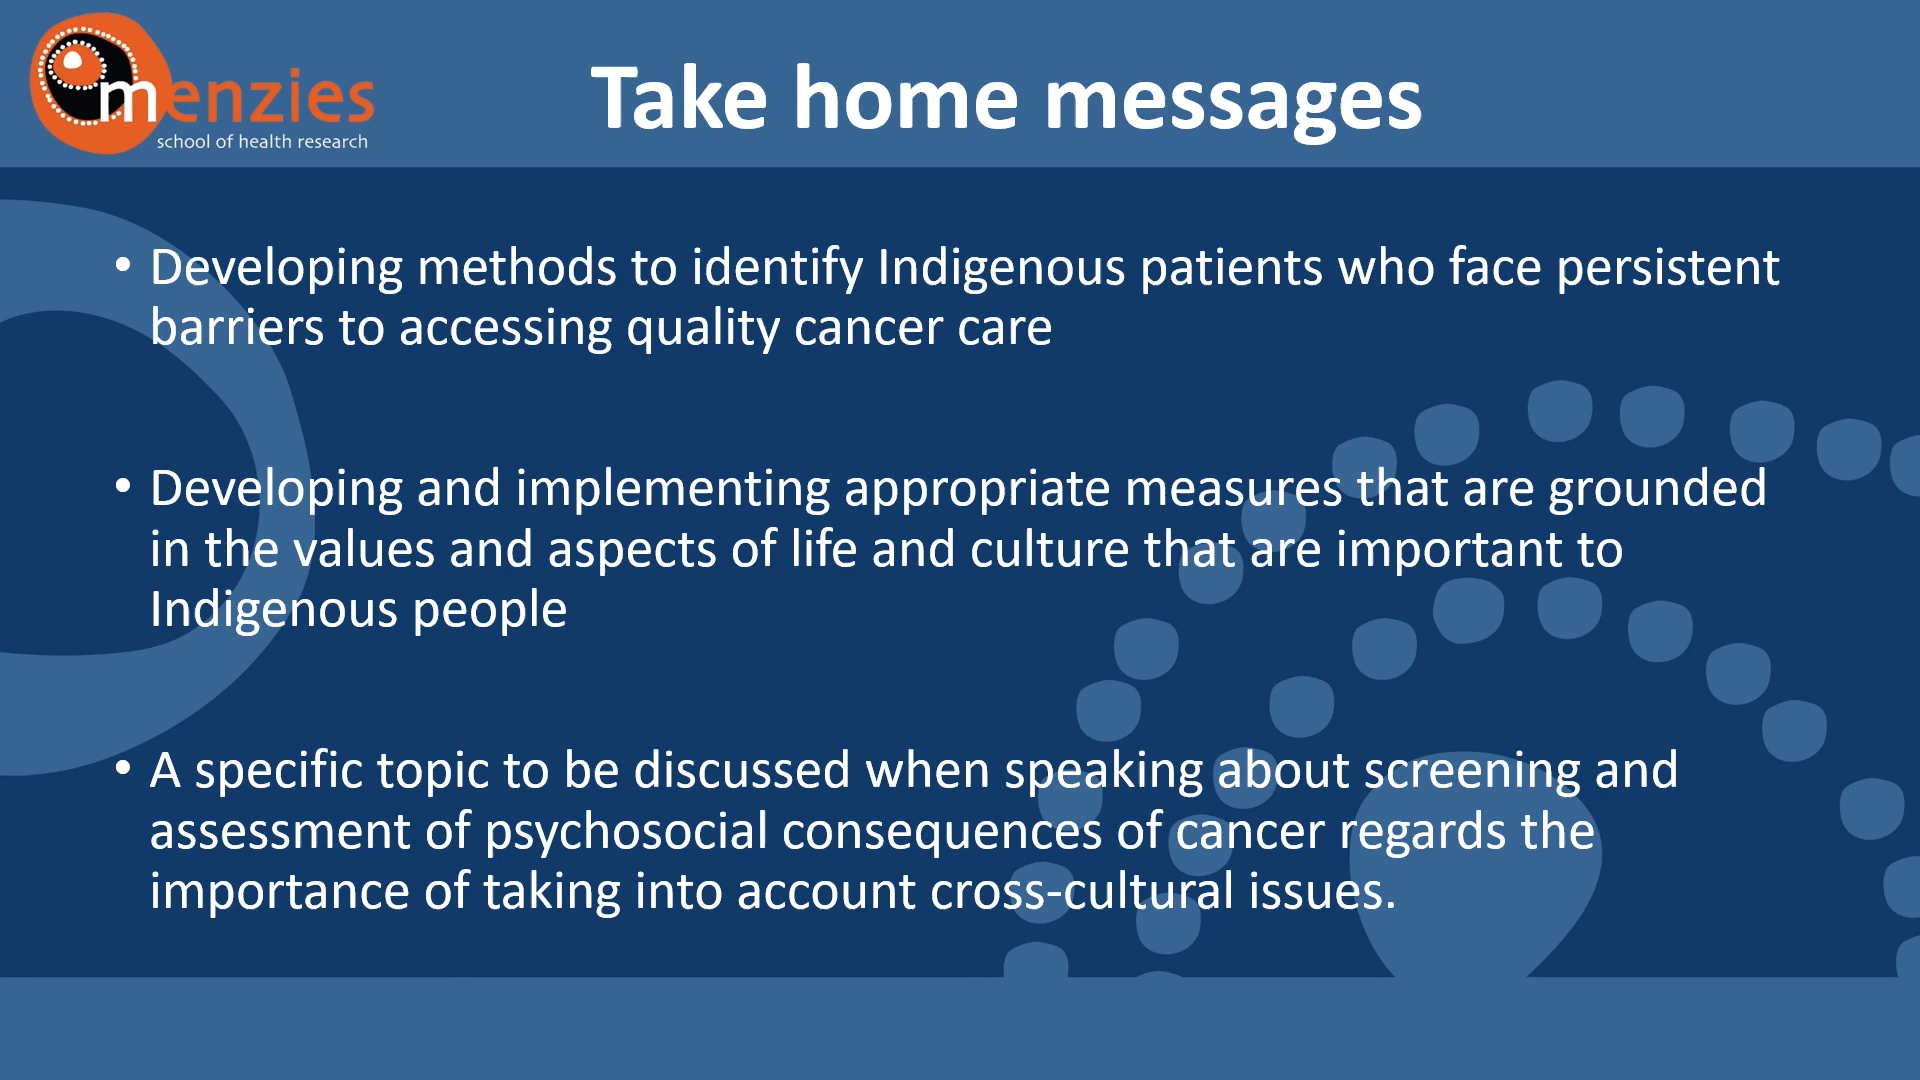 menzies
school of health research
Take home messages
• Developing methods to identify Indigenous patients who face persistent
barriers to accessing quality cancer care
• Developing and implementing appropriate measures that are grounded
in the values and aspects of life and culture that are important to
Indigenous people
• A specific topic to be discussed when speaking about screening and
assessment of psychosocial consequences of cancer regards the
importance of taking into account cross-cultural issues.